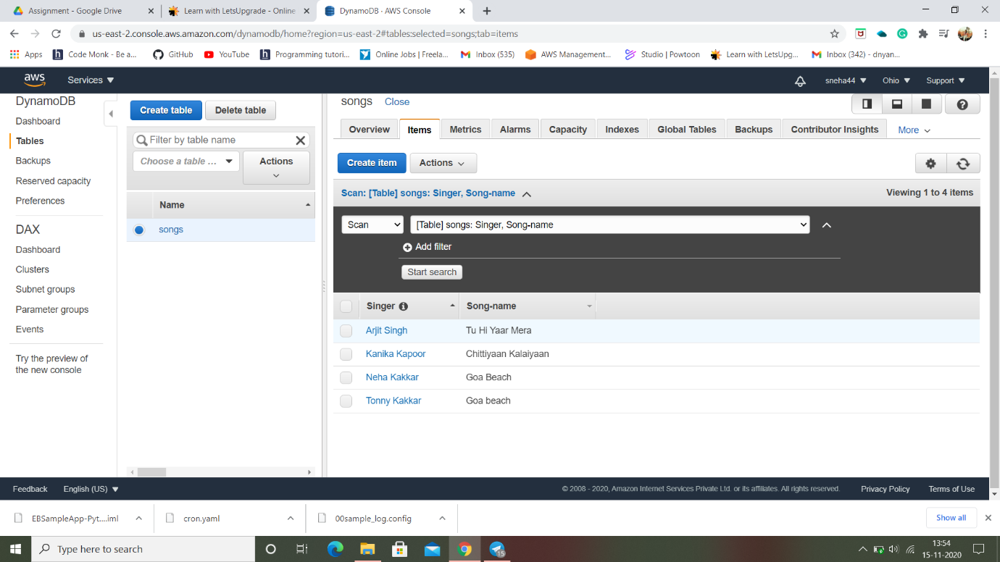 Assignment - Google Drive
Learn with LetsUpgrade - Online
DynamoDB · AWS Console
us-east-2.console.aws.amazon.com/dynamodb/home?region=us-east-2#tables:selected=songs;tab=items
Apps
Code Monk - Be a...
GitHub
YouTube
Programming tutori...
Online Jobs | Freela...
Inbox (535)
AWS Management...
Studio | Powtoon
Learn with LetsUpg...
Inbox (342) - dnyan...
aws
Services
sneha44
Ohio
Support
DynamoDB
Dashboard
Tables
Backups
Reserved capacity
Preferences
DAX
Dashboard
Clusters
Subnet groups
Parameter groups
Events
Try the preview of
the new console
Create table
Delete table
Filter by table name
Choose a table ...
Actions
Name
songs
songs
Close
Overview
Items
Metrics
Alarms
Capacity
Indexes
Global Tables
Backups
Contributor Insights
More
Create item
Actions
Scan: [Table] songs: Singer, Song-name
Viewing 1 to 4 items
Scan
[Table] songs: Singer, Song-name
Add filter
Start search
Singer
Song-name
Arjit Singh
Tu Hi Yaar Mera
Kanika Kapoor
Chittiyaan Kalaiyaan
Neha Kakkar
Goa Beach
Tonny Kakkar
Goa beach
Feedback
English (US)
© 2008 - 2020, Amazon Internet Services Private Ltd. or its affiliates. All rights reserved.
Privacy Policy
Terms of Use
EBSampleApp-Pyt....iml
cron.yaml
00sample_log.config
Show all
Type here to search
15
13:54
15-11-2020